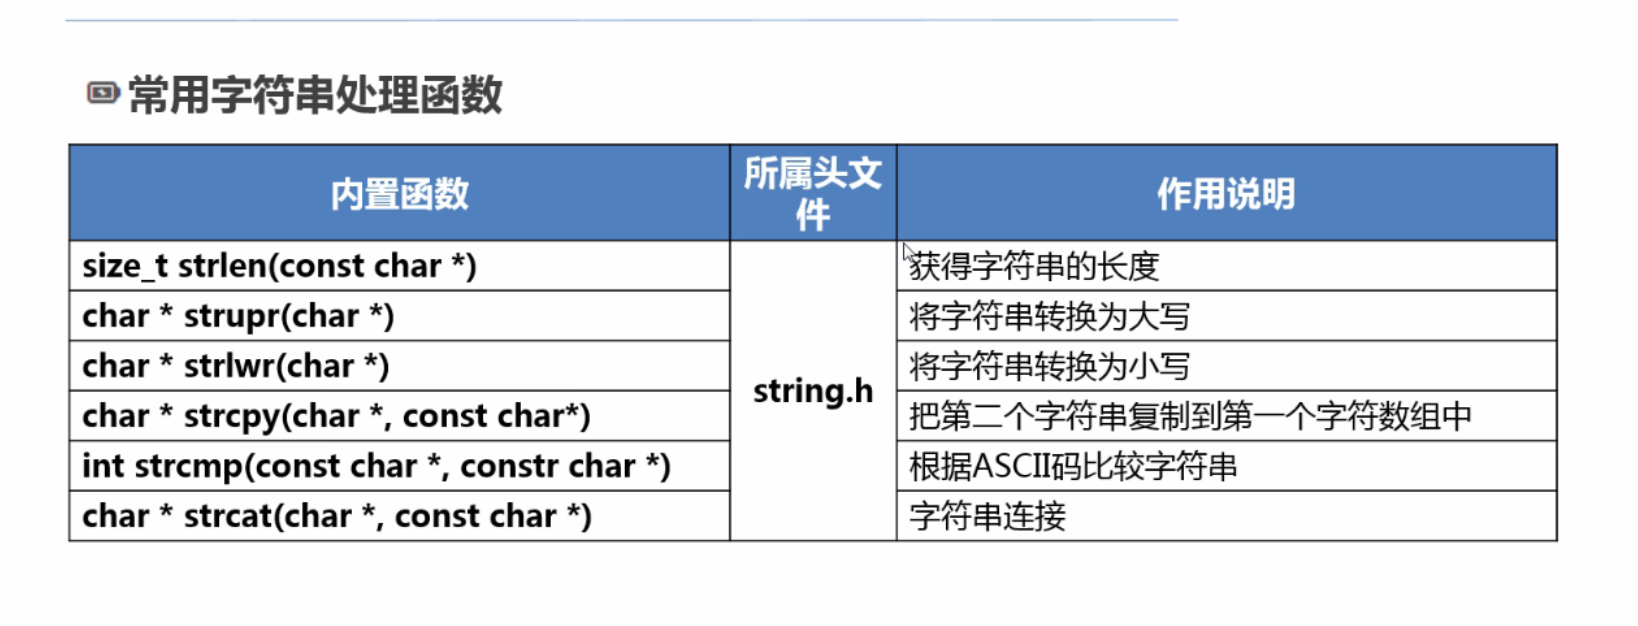 常用字符串处理函数
内置函数
所属头文
件
作用说明
size_t strlen(const char *)
获得字符串的长度
char * strupr(char *)
将字符串转换为大写
char * strlwr(char *)
将字符串转换为小写
string.h
char * strcpy(char *, const char*)
把第二个字符串复制到第一个字符数组中
int strcmp(const char *, constr char *)
根据ASCII码比较字符串
char * strcat(char *, const char *)
字符串连接